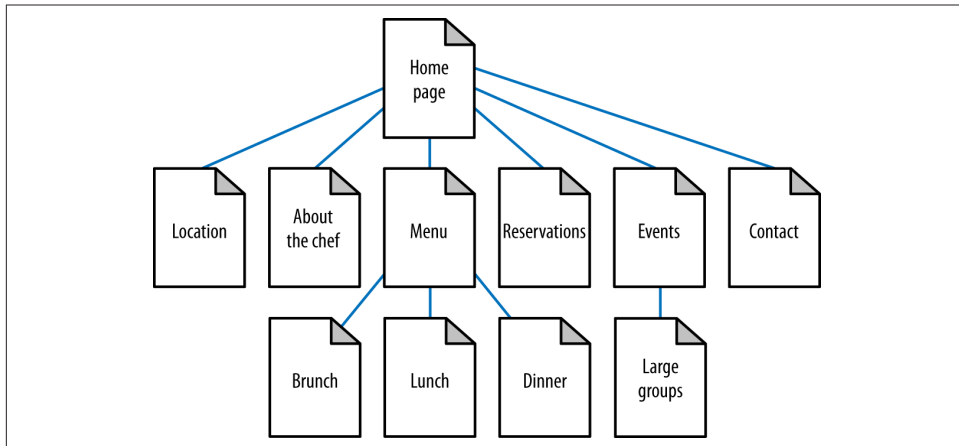 Home
page
Location
About
the chef
Menu
Reservations
Events
Contact
Brunch
Lunch
Dinner
Large
groups